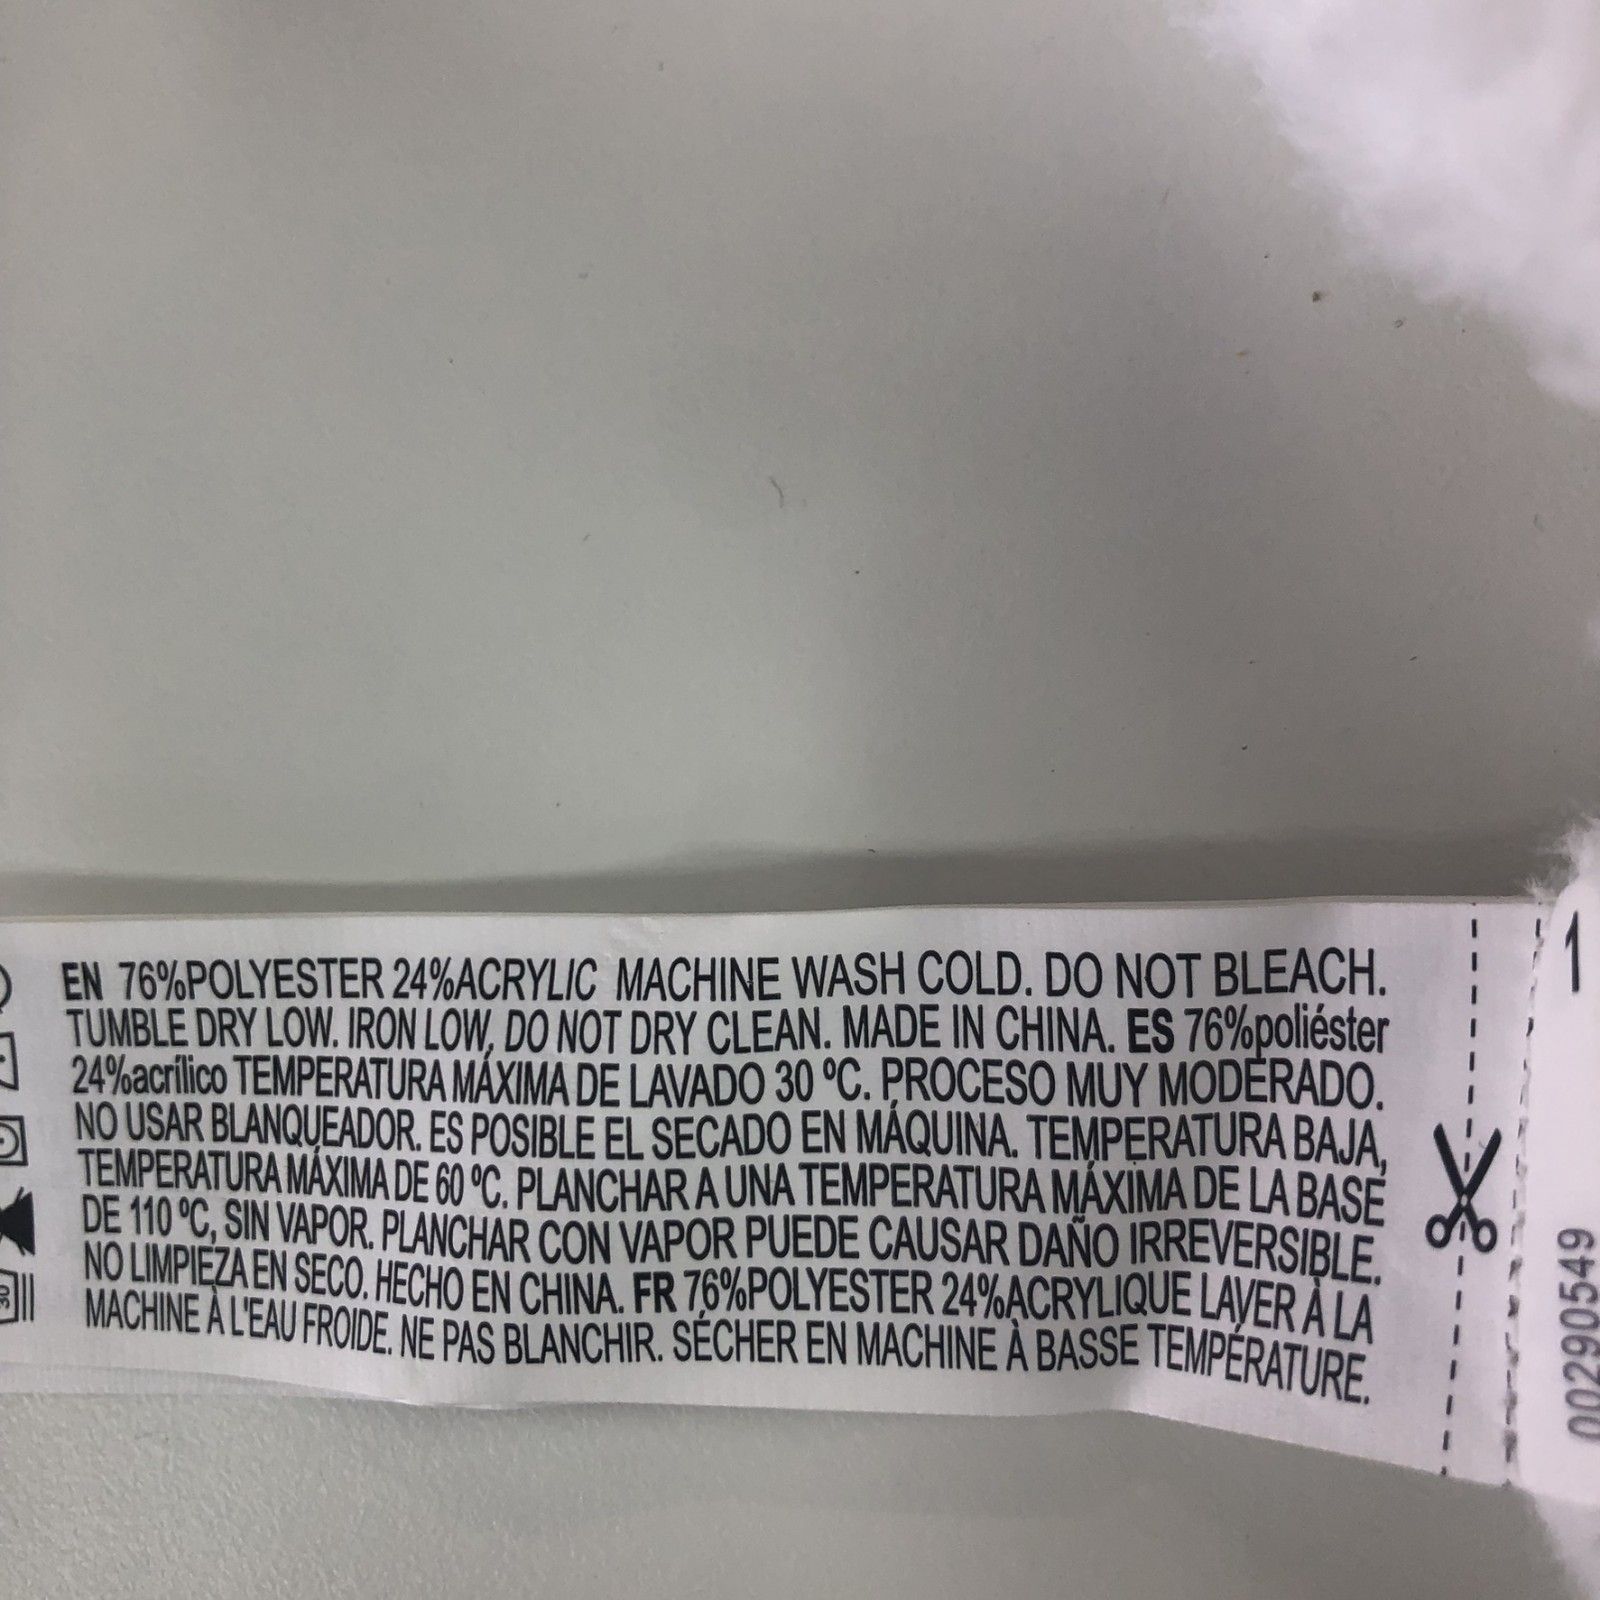 EN 76%POLYESTER 24%ACRYLIC MACHINE WASH COLD. DO NOT BLEACH.
TUMBLE DRY LOW. IRON LOW, DO NOT DRY CLEAN. MADE IN CHINA. ES 76%poliéster
24%acrílico TEMPERATURA MÁXIMA DE LAVADO 30 ºC. PROCESO MUY MODERADO.
NO USAR BLANQUEADOR. ES POSIBLE EL SECADO EN MÁQUINA. TEMPERATURA BAJA,
TEMPERATURA MÁXIMA DE 60 ºC. PLANCHAR A UNA TEMPERATURA MÁXIMA DE LA BASE
DE 110 ºC, SIN VAPOR. PLANCHAR CON VAPOR PUEDE CAUSAR DAÑO IRREVERSIBLE.
NO LIMPIEZA EN SECO. HECHO EN CHINA. FR 76%POLYESTER 24%ACRYLIQUE LAVER À LA
MACHINE À L'EAU FROIDE. NE PAS BLANCHIR. SÉCHER EN MACHINE À BASSE TEMPÉRATURE.
30
1
00290549